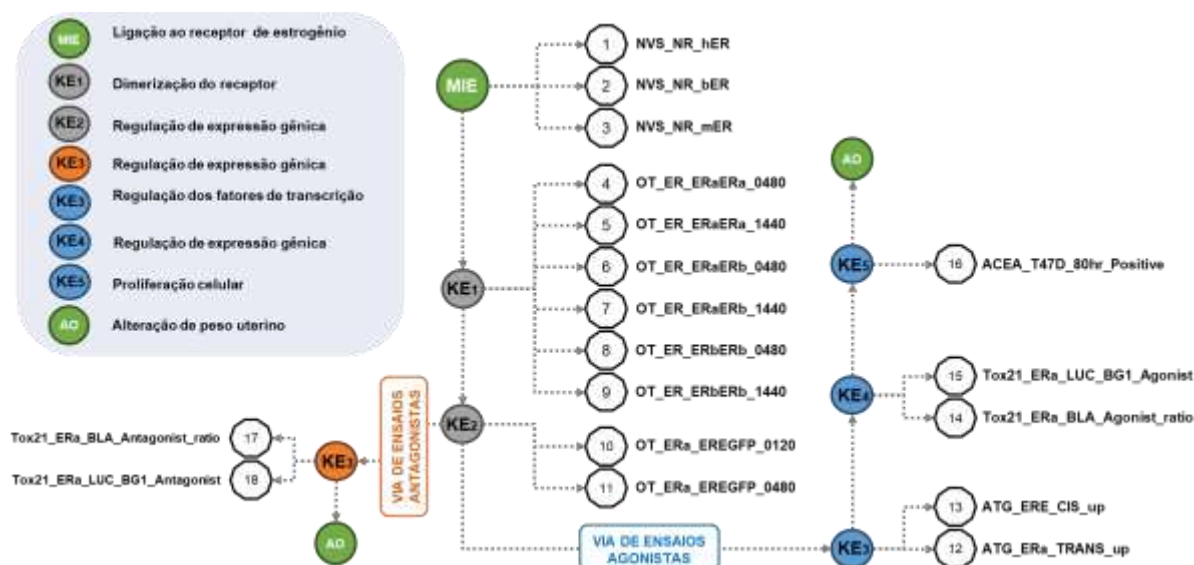 MIE Ligação ao receptor de estrogênio
KE1 Dimerização do receptor
KE2 Regulação de expressão gênica
KE3 Regulação de expressão gênica
KE3 Regulação dos fatores de transcrição
KE4 Regulação de expressão gênica
KE5 Proliferação celular
AO Alteração de peso uterino
MIE
1 NVS_NR_hER
2 NVS_NR_bER
3 NVS_NR_mER
KE1
4 OT_ER_ERaERa_0480
5 OT_ER_ERaERa_1440
6 OT_ER_ERaERb_0480
7 OT_ER_ERaERb_1440
8 OT_ER_ERbERb_0480
9 OT_ER_ERbERb_1440
KE2
10 OT_ERa_EREGFP_0120
11 OT_ERa_EREGFP_0480
VIA DE ENSAIOS
ANTAGONISTAS
KE3
Tox21_ERa_BLA_Antagonist_ratio 17
Tox21_ERa_LUC_BG1_Antagonist 18
AO
VIA DE ENSAIOS
AGONISTAS
AO
KE5
16 ACEA_T47D_80hr_Positive
KE4
15 Tox21_ERa_LUC_BG1_Agonist
14 Tox21_ERa_BLA_Agonist_ratio
KE3
13 ATG_ERE_CIS_up
12 ATG_ERa_TRANS_up